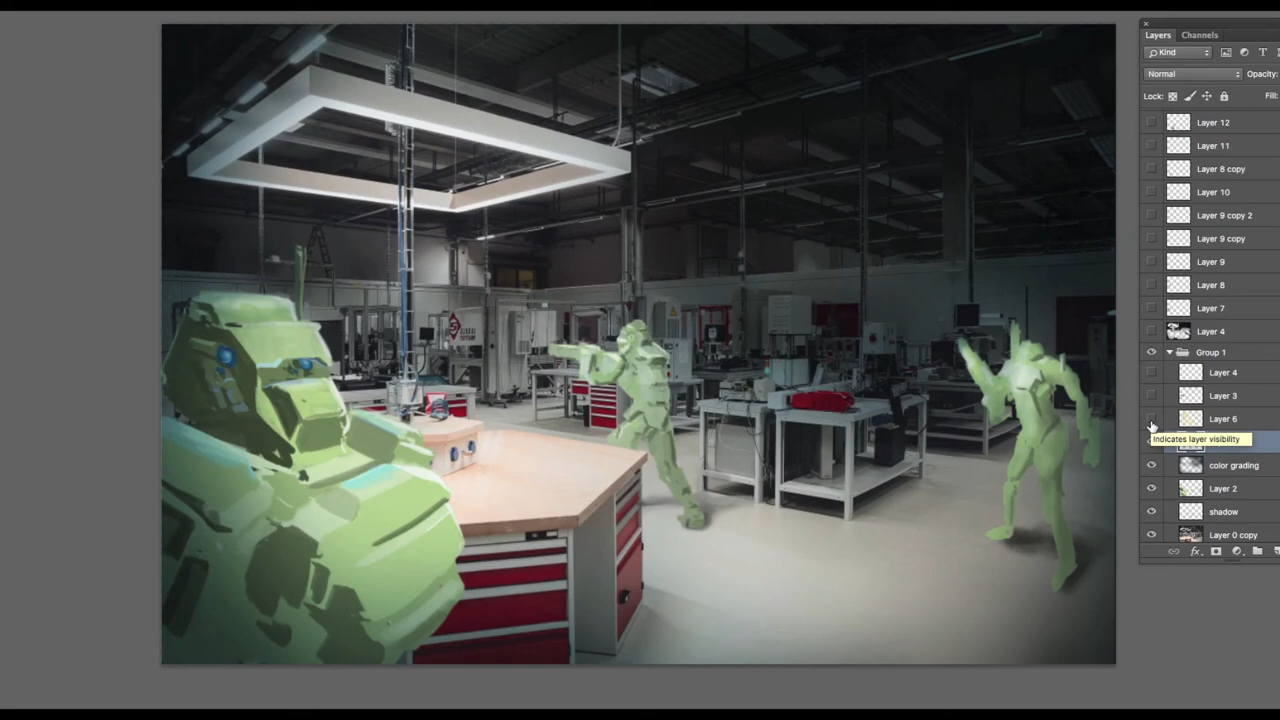 Layers Channels
Kind
Normal Opacity:
Lock: Fill:
Layer 12
Layer 11
Layer 8 copy
Layer 10
Layer 9 copy 2
Layer 9 copy
Layer 9
Layer 8
Layer 7
Layer 4
Group 1
Layer 4
Layer 3
Layer 6
Indicates layer visibility
color grading
Layer 2
shadow
Layer 0 copy
fx